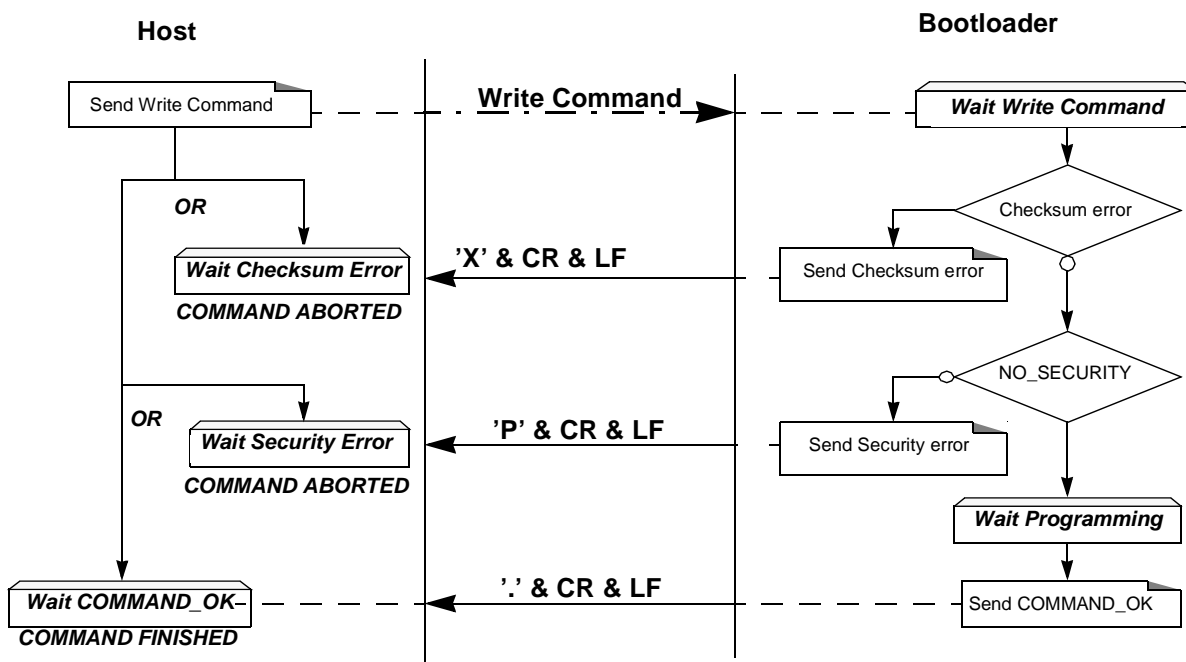 Host
Bootloader
Send Write Command
Write Command
Wait Write Command
OR
Checksum error
Wait Checksum Error
'X' & CR & LF
Send Checksum error
COMMAND ABORTED
NO_SECURITY
OR
Wait Security Error
'P' & CR & LF
Send Security error
COMMAND ABORTED
Wait Programming
Wait COMMAND_OK
'.' & CR & LF
Send COMMAND_OK
COMMAND FINISHED